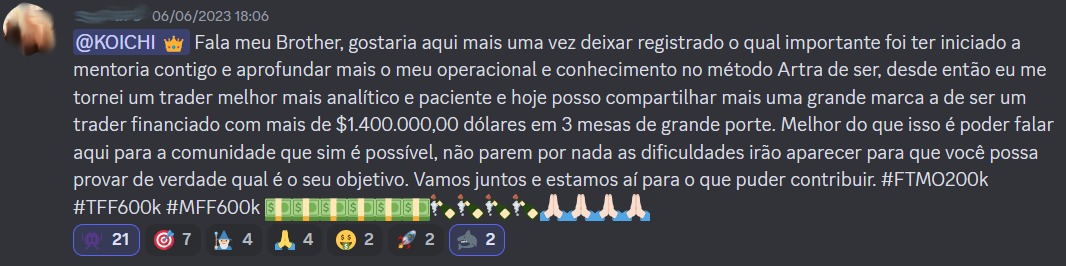 06/06/2023 18:06
@KOICHI 👑 Fala meu Brother, gostaria aqui mais uma vez deixar registrado o qual importante foi ter iniciado a
mentoria contigo e aprofundar mais o meu operacional e conhecimento no método Artra de ser, desde então eu me
tornei um trader melhor mais analítico e paciente e hoje posso compartilhar mais uma grande marca a de ser um
trader financiado com mais de $1.400.000,00 dólares em 3 mesas de grande porte. Melhor do que isso é poder falar
aqui para a comunidade que sim é possível, não parem por nada as dificuldades irão aparecer para que você possa
provar de verdade qual é o seu objetivo. Vamos juntos e estamos aí para o que puder contribuir. #FTMO200k
#TFF600k #MFF600k 💵💵💵💵💵💵💵🍾🍾🍾🍾🙏🏻🙏🏻🙏🏻🙏🏻
21 🎯 7 🧙‍♂️ 4 🙏 4 🤑 2 🚀 2 🦈 2